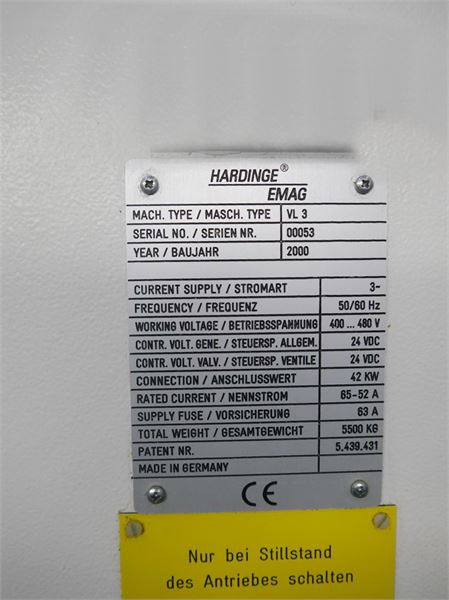 HARDINGE®
EMAG
MACH. TYPE / MASCH. TYPE VL 3
SERIAL NO. / SERIEN NR. 00053
YEAR / BAUJAHR 2000
CURRENT SUPPLY / STROMART 3~
FREQUENCY / FREQUENZ 50/60 Hz
WORKING VOLTAGE / BETRIEBSSPANNUNG 400 ... 480 V
CONTR. VOLT. GENE. / STEUERSP. ALLGEM. 24 VDC
CONTR. VOLT. VALV. / STEUERSP. VENTILE 24 VDC
CONNECTION / ANSCHLUSSWERT 42 KW
RATED CURRENT / NENNSTROM 65-52 A
SUPPLY FUSE / VORSICHERUNG 63 A
TOTAL WEIGHT / GESAMTGEWICHT 5500 KG
PATENT NR. 5.439.431
MADE IN GERMANY
CE
Nur bei Stillstand
des Antriebes schalten